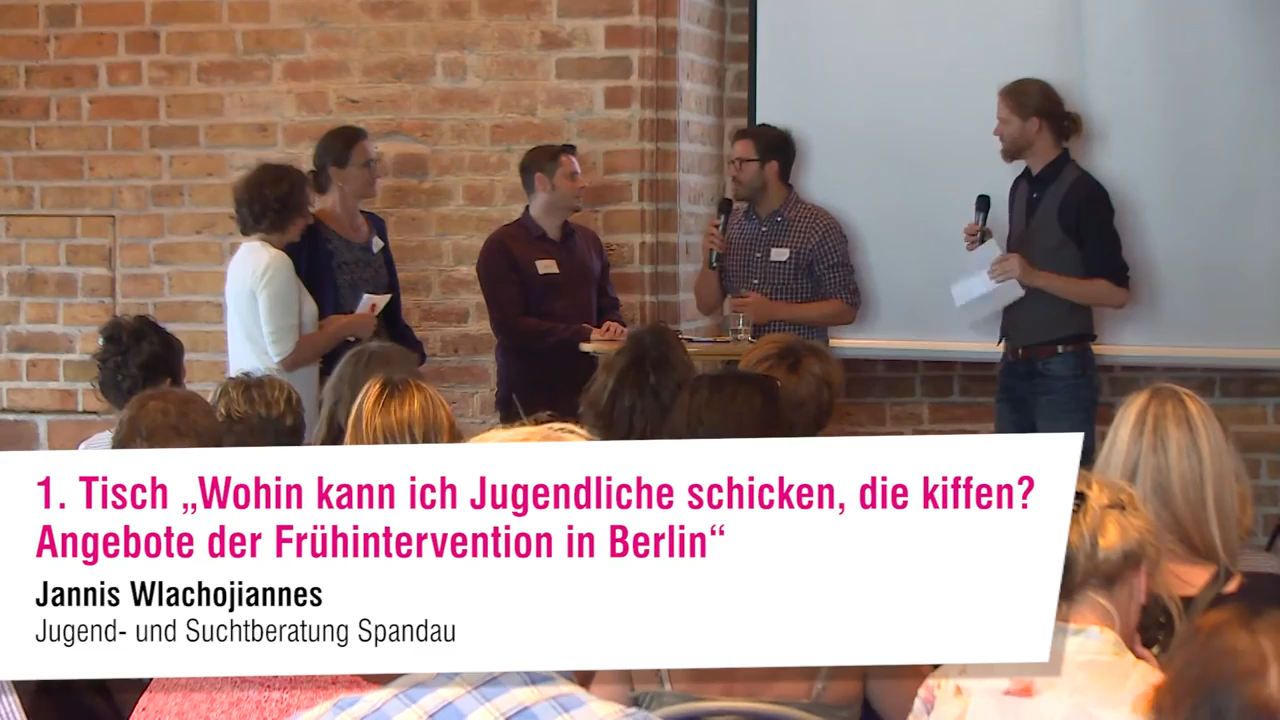 1. Tisch „Wohin kann ich Jugendliche schicken, die kiffen?
Angebote der Frühintervention in Berlin“
Jannis Wlachojiannes
Jugend- und Suchtberatung Spandau